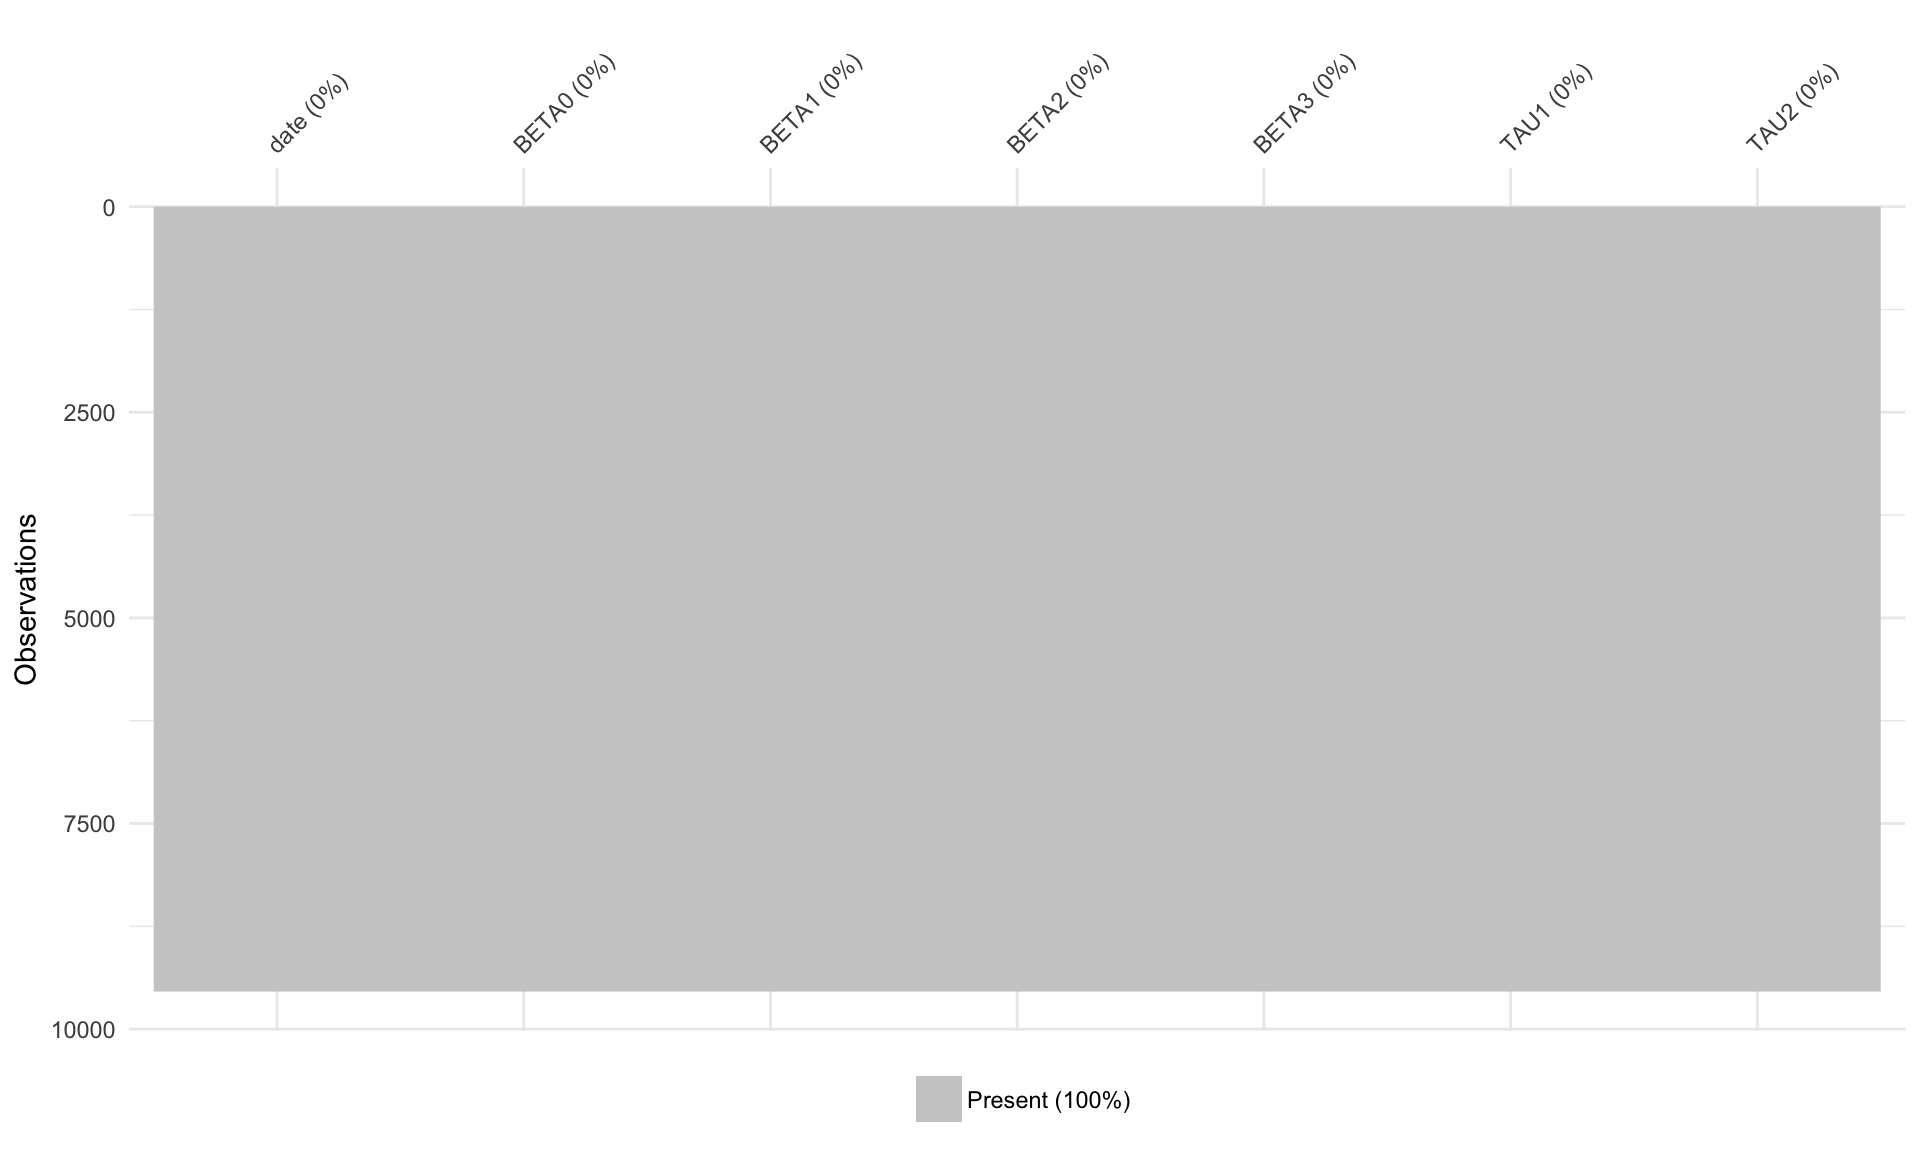 date (0%)
BETA0 (0%)
BETA1 (0%)
BETA2 (0%)
BETA3 (0%)
TAU1 (0%)
TAU2 (0%)
0
2500
5000
7500
10000
Observations
Present (100%)